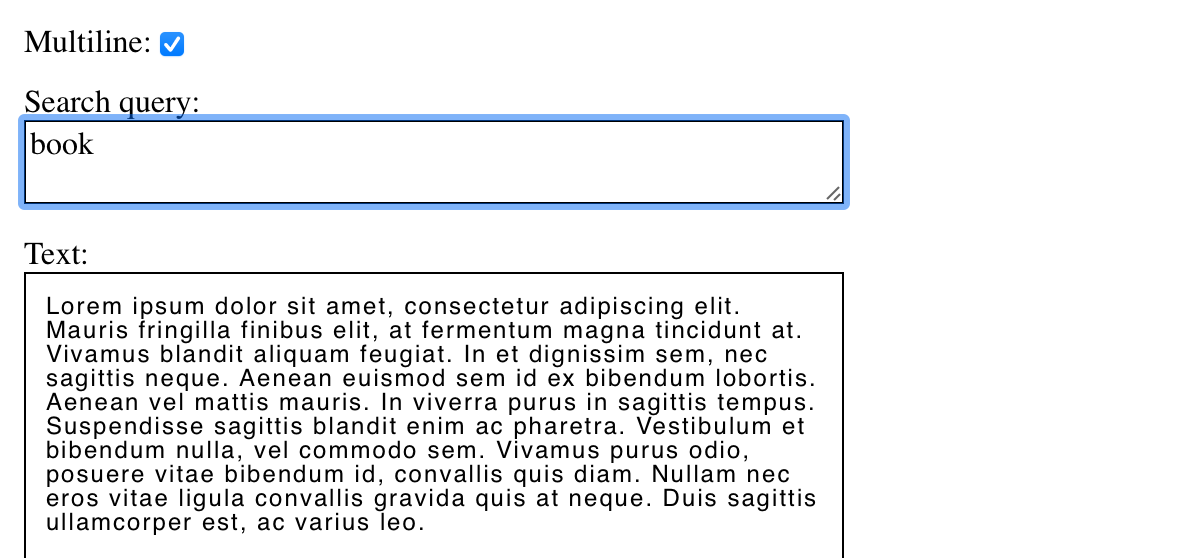 Multiline:
Search query:
book
Text:
Lorem ipsum dolor sit amet, consectetur adipiscing elit.
Mauris fringilla finibus elit, at fermentum magna tincidunt at.
Vivamus blandit aliquam feugiat. In et dignissim sem, nec
sagittis neque. Aenean euismod sem id ex bibendum lobortis.
Aenean vel mattis mauris. In viverra purus in sagittis tempus.
Suspendisse sagittis blandit enim ac pharetra. Vestibulum et
bibendum nulla, vel commodo sem. Vivamus purus odio,
posuere vitae bibendum id, convallis quis diam. Nullam nec
eros vitae ligula convallis gravida quis at neque. Duis sagittis
ullamcorper est, ac varius leo.